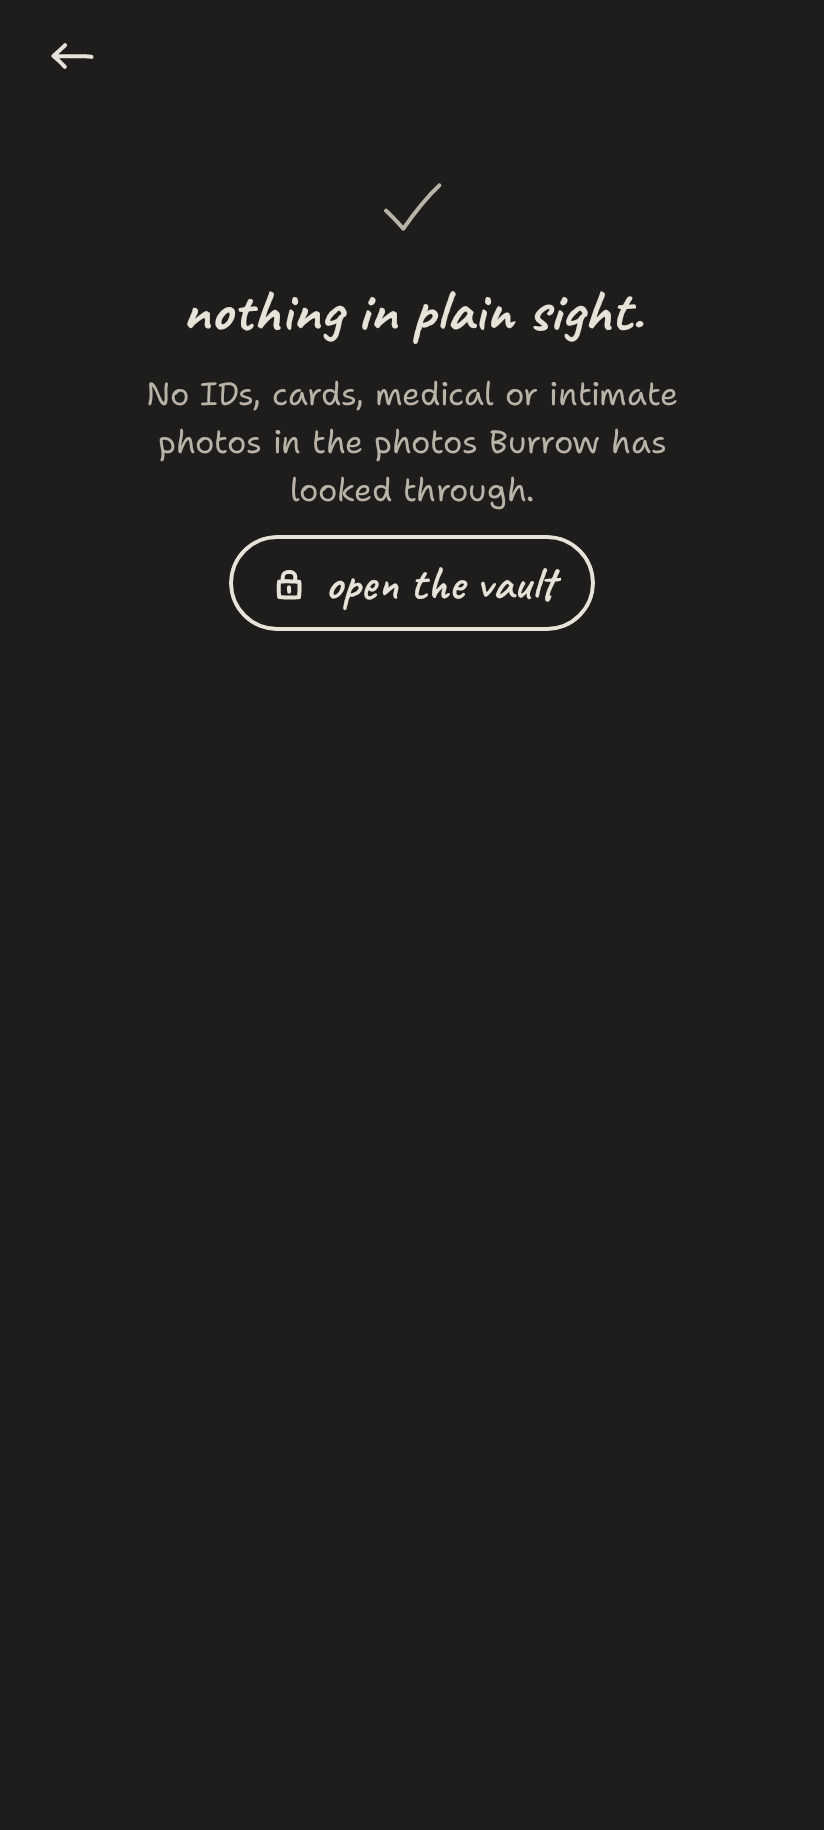 nothing in plain sight.
No IDs, cards, medical or intimate
photos in the photos Burrow has
looked through.
open the vault